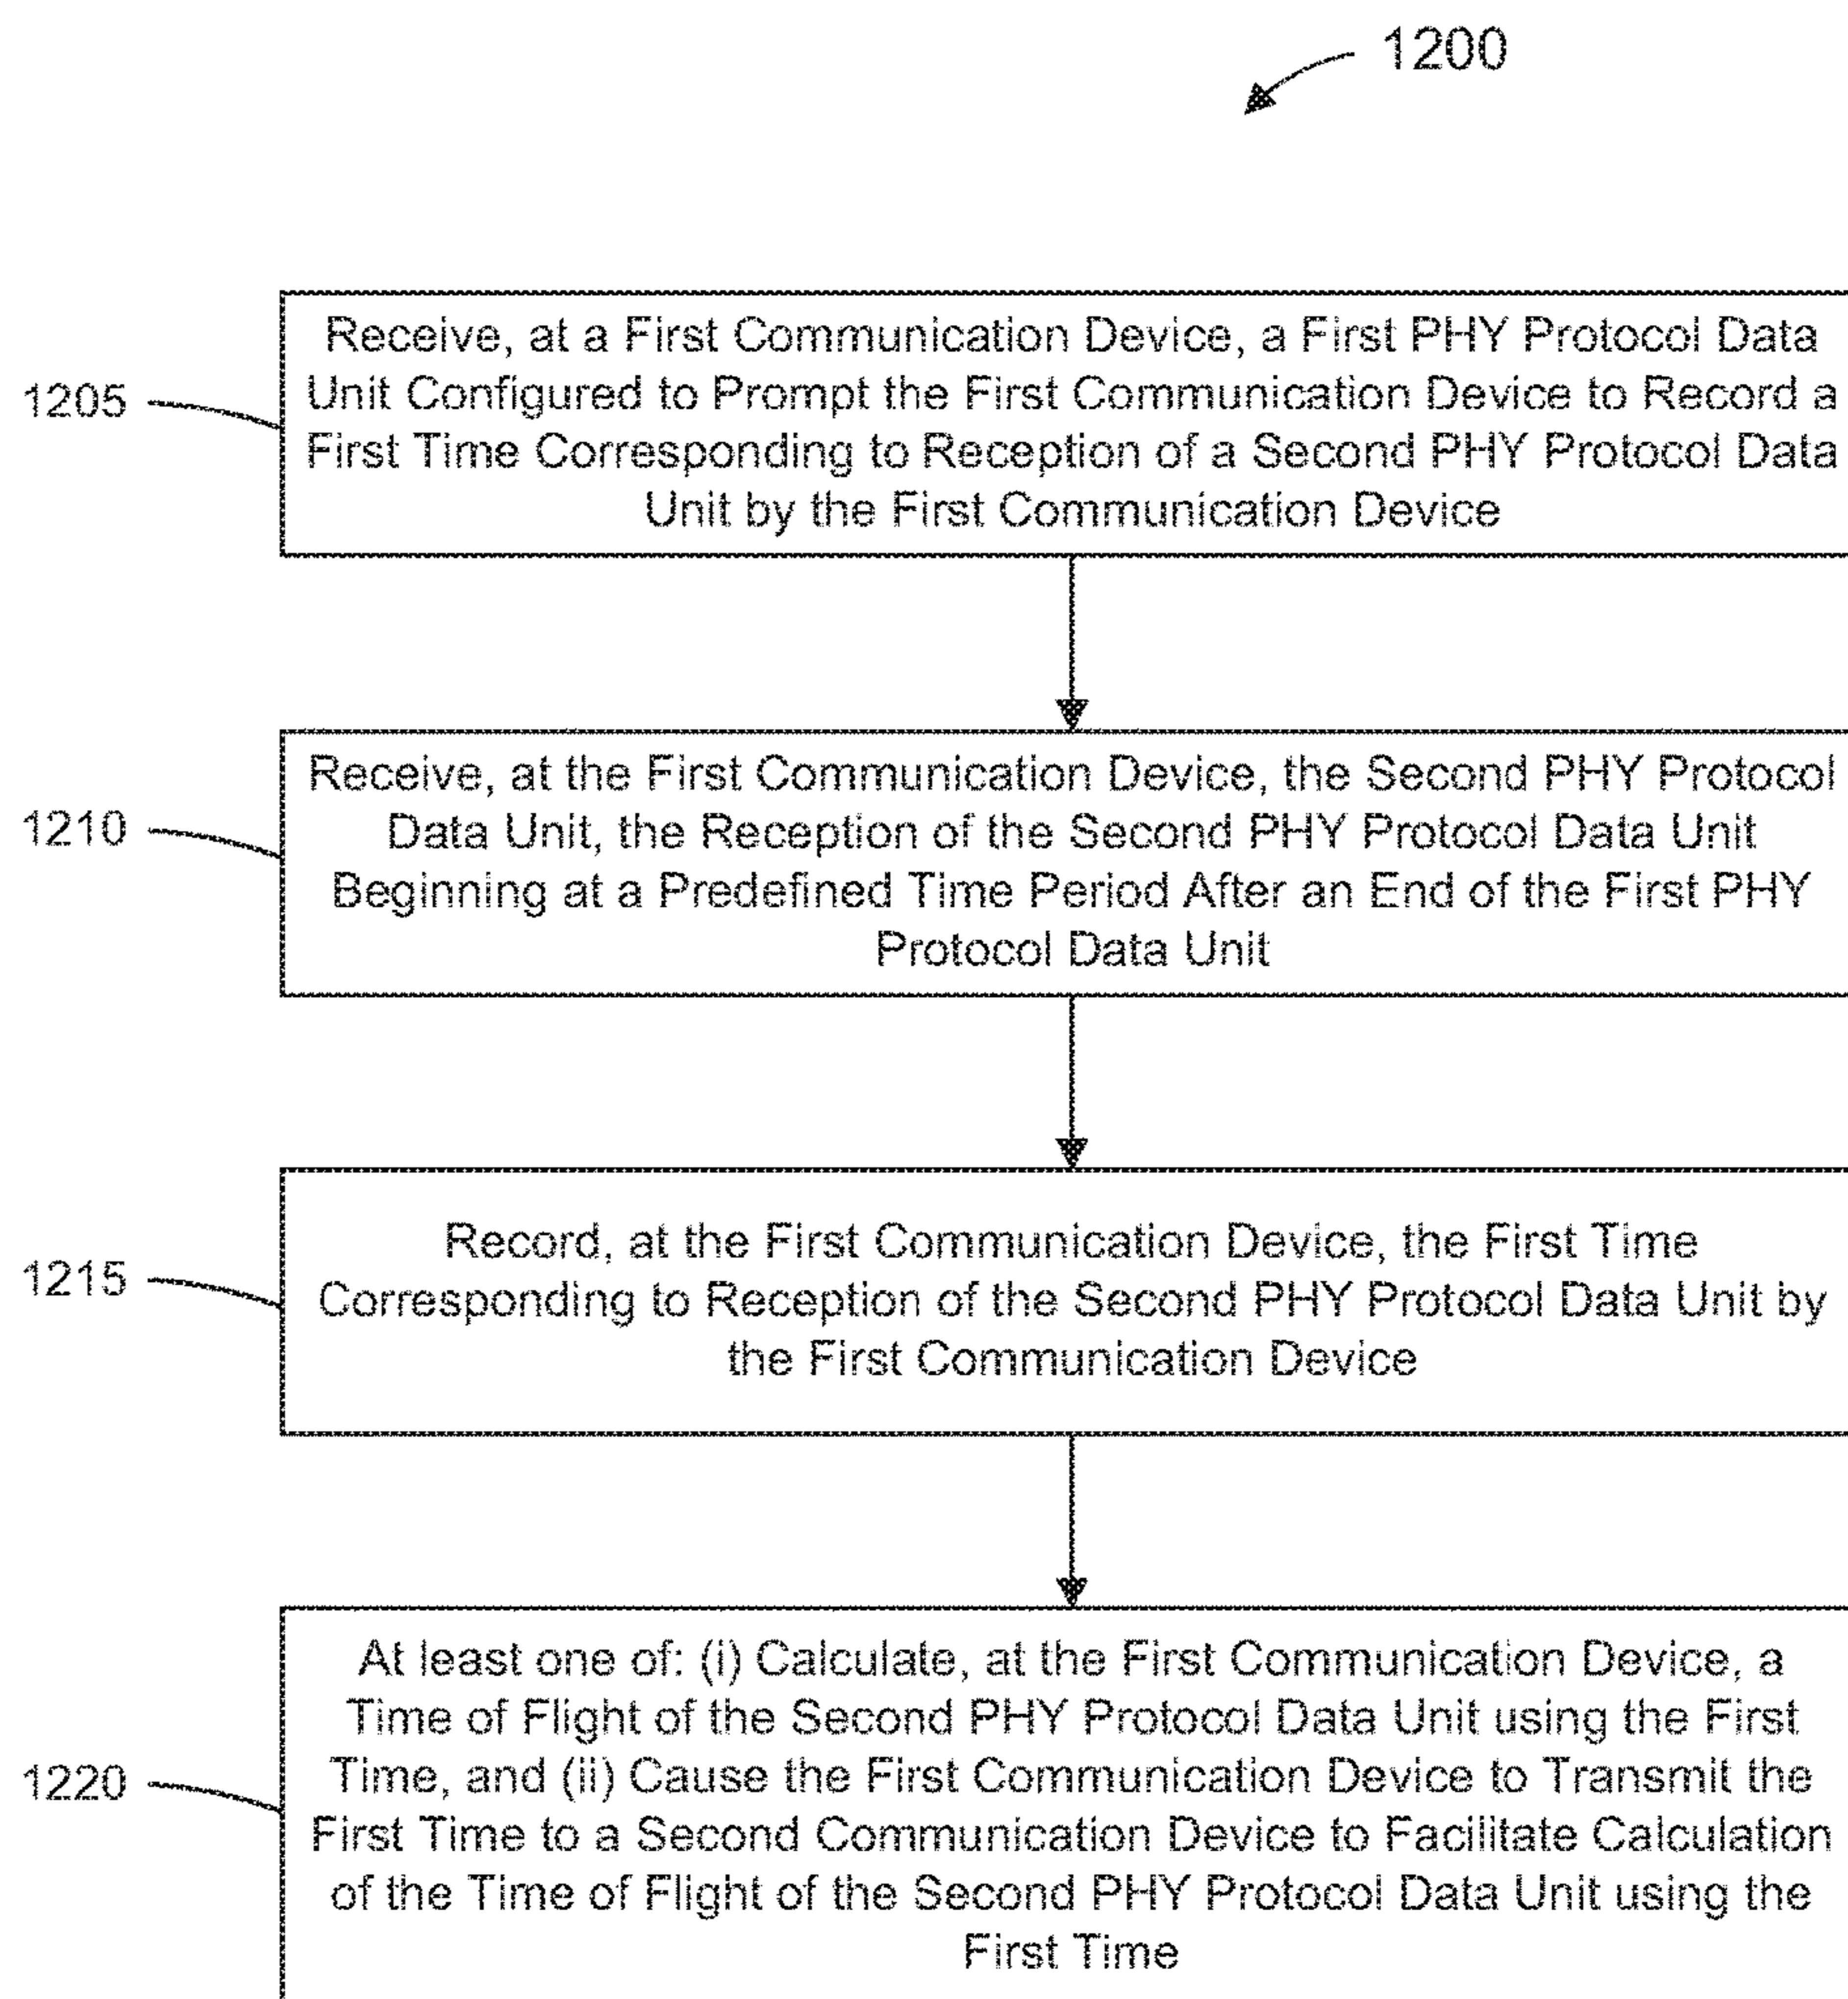 1200
1205
Receive, at a First Communication Device, a First PHY Protocol Data
Unit Configured to Prompt the First Communication Device to Record a
First Time Corresponding to Reception of a Second PHY Protocol Data
Unit by the First Communication Device
1210
Receive, at the First Communication Device, the Second PHY Protocol
Data Unit, the Reception of the Second PHY Protocol Data Unit
Beginning at a Predefined Time Period After an End of the First PHY
Protocol Data Unit
1215
Record, at the First Communication Device, the First Time
Corresponding to Reception of the Second PHY Protocol Data Unit by
the First Communication Device
1220
At least one of: (i) Calculate, at the First Communication Device, a
Time of Flight of the Second PHY Protocol Data Unit using the First
Time, and (ii) Cause the First Communication Device to Transmit the
First Time to a Second Communication Device to Facilitate Calculation
of the Time of Flight of the Second PHY Protocol Data Unit using the
First Time